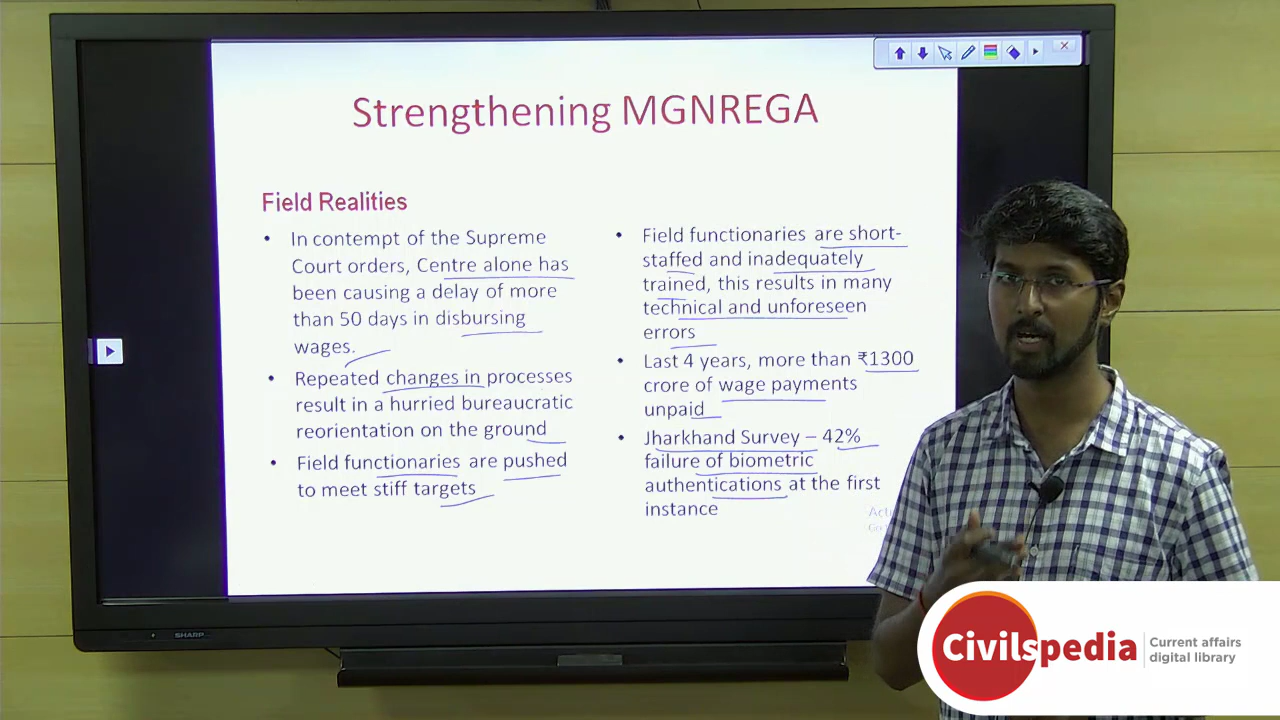 Strengthening MGNREGA
Field Realities
• In contempt of the Supreme
Court orders, Centre alone has
been causing a delay of more
than 50 days in disbursing
wages.
• Repeated changes in processes
result in a hurried bureaucratic
reorientation on the ground
• Field functionaries are pushed
to meet stiff targets
• Field functionaries are short-
staffed and inadequately
trained, this results in many
technical and unforeseen
errors
• Last 4 years, more than ₹1300
crore of wage payments
unpaid
• Jharkhand Survey – 42%
failure of biometric
authentications at the first
instance
SHARP
Civilspedia
Current affairs
digital library